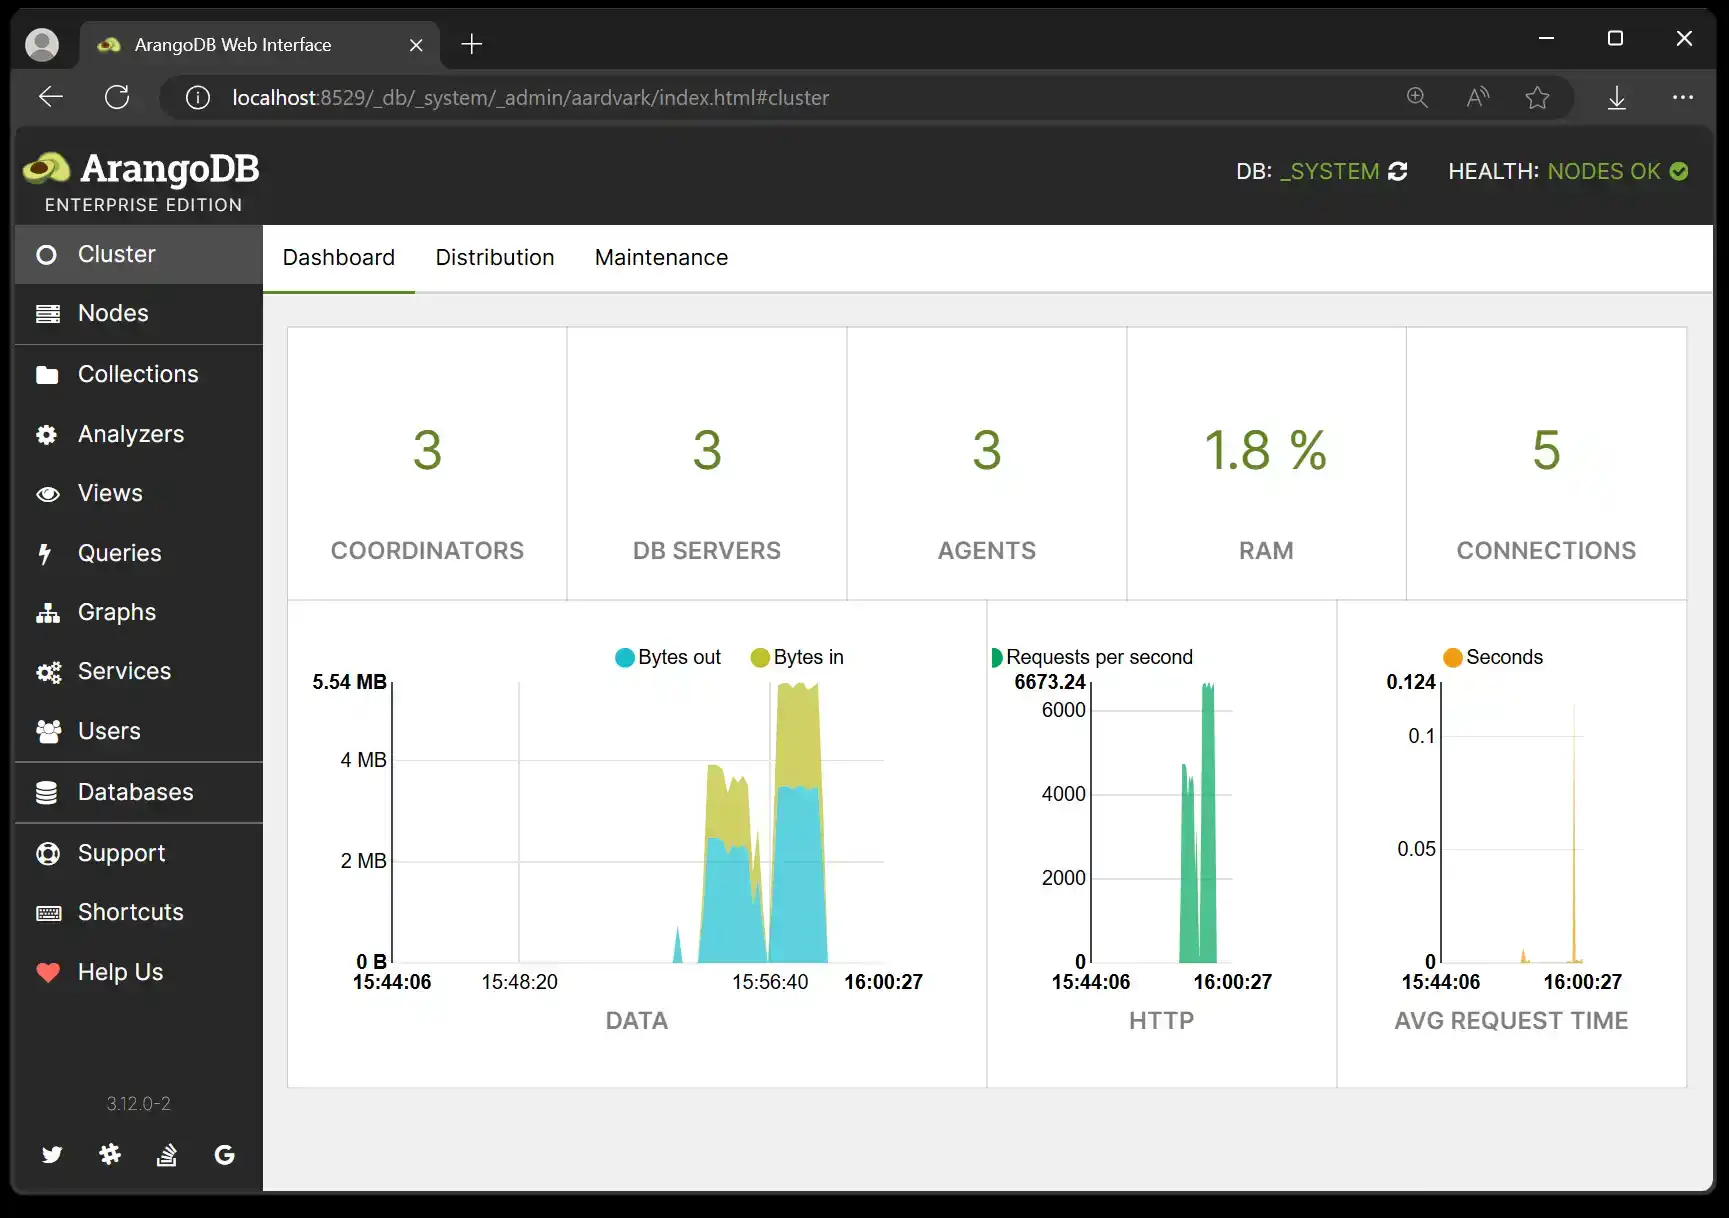 ArangoDB Web Interface
localhost:8529/_db/_system/_admin/aardvark/index.html#cluster
ArangoDB
ENTERPRISE EDITION
DB: _SYSTEM
HEALTH: NODES OK
Cluster
Nodes
Collections
Analyzers
Views
Queries
Graphs
Services
Users
Databases
Support
Shortcuts
Help Us
3.12.0-2
Dashboard Distribution Maintenance
3
COORDINATORS
3
DB SERVERS
3
AGENTS
1.8 %
RAM
5
CONNECTIONS
Bytes out Bytes in
5.54 MB
4 MB
2 MB
0 B
15:44:06 15:48:20 15:56:40 16:00:27
DATA
Requests per second
6673.24
6000
4000
2000
0
15:44:06 16:00:27
HTTP
Seconds
0.124
0.1
0.05
0
15:44:06 16:00:27
AVG REQUEST TIME